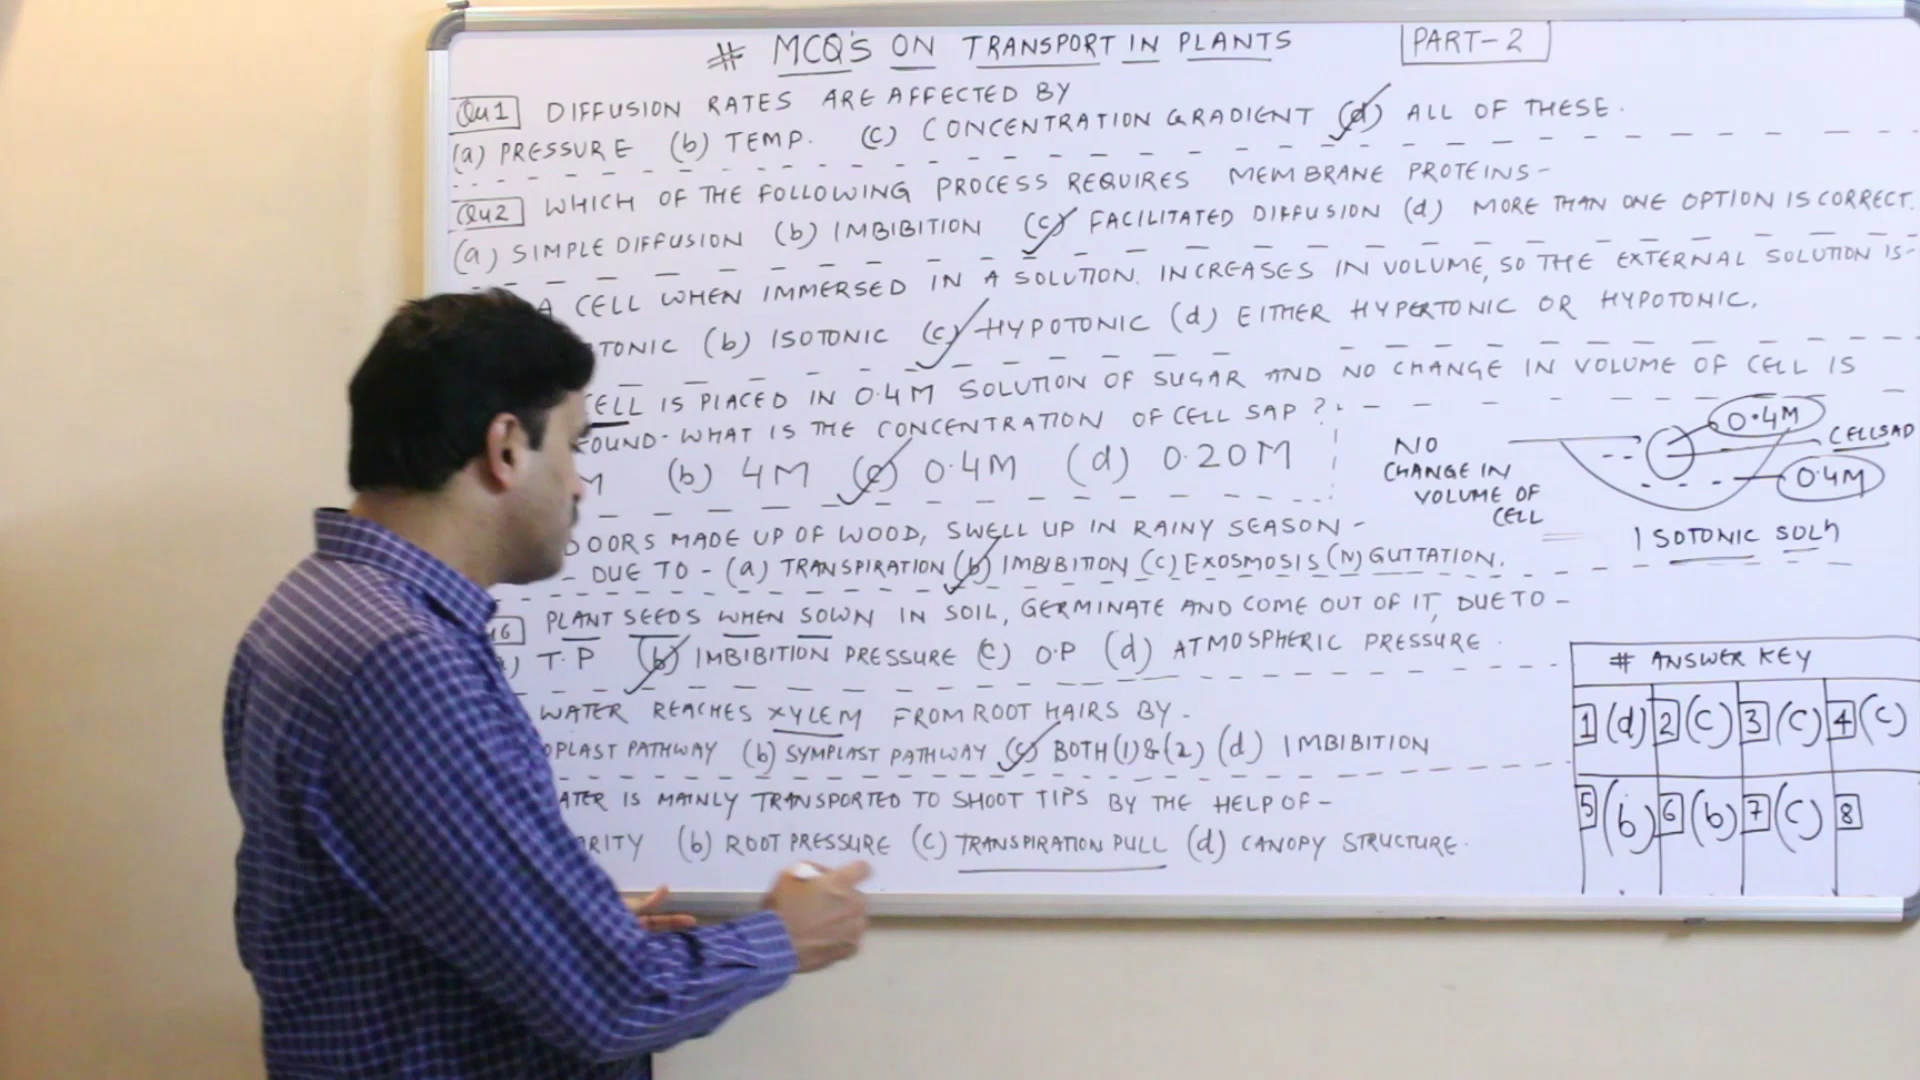 # MCQ'S ON TRANSPORT IN PLANTS
PART-2
Qu1 DIFFUSION RATES ARE AFFECTED BY
(a) PRESSURE (b) TEMP. (c) CONCENTRATION GRADIENT (d) ALL OF THESE.
Qu2 WHICH OF THE FOLLOWING PROCESS REQUIRES MEMBRANE PROTEINS-
(a) SIMPLE DIFFUSION (b) IMBIBITION (c) FACILITATED DIFFUSION (d) MORE THAN ONE OPTION IS CORRECT.
A CELL WHEN IMMERSED IN A SOLUTION. INCREASES IN VOLUME, SO THE EXTERNAL SOLUTION IS-
TONIC (b) ISOTONIC (c) HYPOTONIC (d) EITHER HYPERTONIC OR HYPOTONIC.
CELL IS PLACED IN 0.4M SOLUTION OF SUGAR AND NO CHANGE IN VOLUME OF CELL IS
FOUND-WHAT IS THE CONCENTRATION OF CELL SAP?
M (b) 4M (c) 0.4M (d) 0.20M
NO
CHANGE IN
VOLUME OF
CELL
0.4M
CELLSAP
0.4M
ISOTONIC SOLn
DOORS MADE UP OF WOOD, SWELL UP IN RAINY SEASON-
- DUE TO - (a) TRANSPIRATION (b) IMBIBITION (c) EXOSMOSIS (N) GUTTATION.
6 PLANT SEEDS WHEN SOWN IN SOIL, GERMINATE AND COME OUT OF IT, DUE TO -
) T.P (b) IMBIBITION PRESSURE (c) O.P (d) ATMOSPHERIC PRESSURE
WATER REACHES XYLEM FROM ROOT HAIRS BY -
OPLAST PATHWAY (b) SYMPLAST PATHWAY (c) BOTH (1)&(2) (d) IMBIBITION
ATER IS MAINLY TRANSPORTED TO SHOOT TIPS BY THE HELP OF -
RITY (b) ROOT PRESSURE (c) TRANSPIRATION PULL (d) CANOPY STRUCTURE.
# ANSWER KEY
1 (d) 2 (c) 3 (c) 4 (c)
5 (b) 6 (b) 7 (c) 8